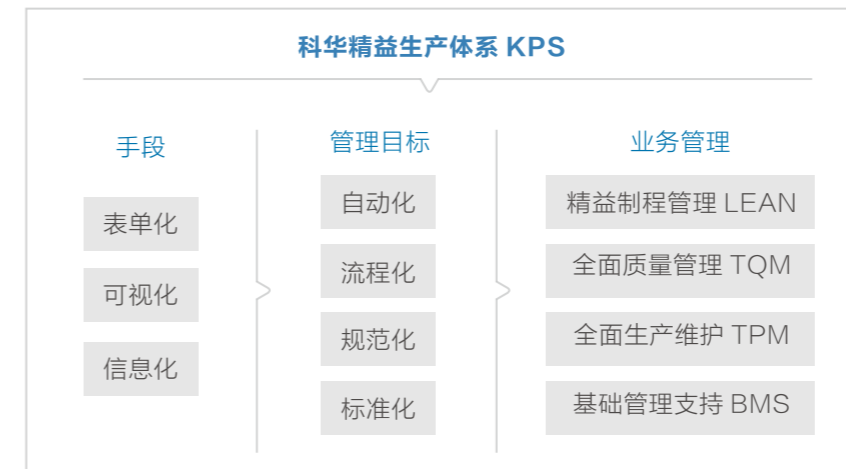 科华精益生产体系 KPS
手段
表单化
可视化
信息化
管理目标
自动化
流程化
规范化
标准化
业务管理
精益制程管理 LEAN
全面质量管理 TQM
全面生产维护 TPM
基础管理支持 BMS